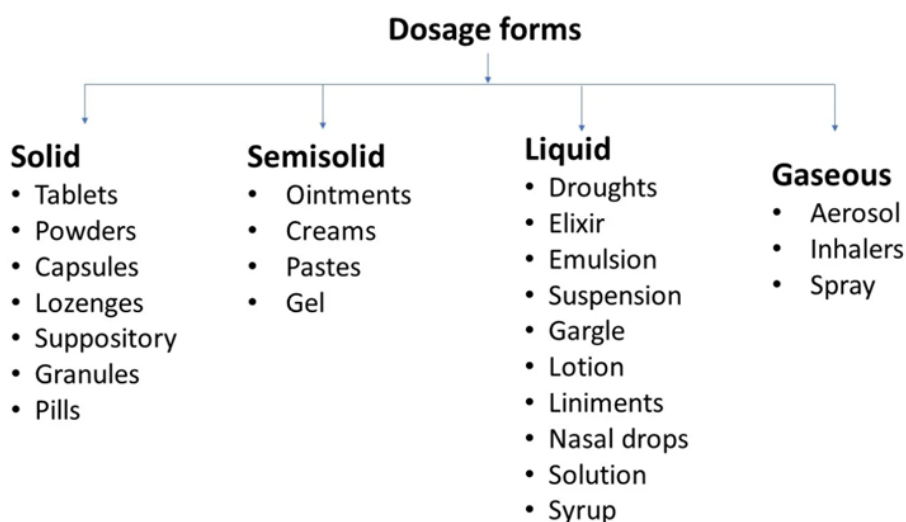 Dosage forms
Solid
• Tablets
• Powders
• Capsules
• Lozenges
• Suppository
• Granules
• Pills
Semisolid
• Ointments
• Creams
• Pastes
• Gel
Liquid
• Droughts
• Elixir
• Emulsion
• Suspension
• Gargle
• Lotion
• Liniments
• Nasal drops
• Solution
• Syrup
Gaseous
• Aerosol
• Inhalers
• Spray